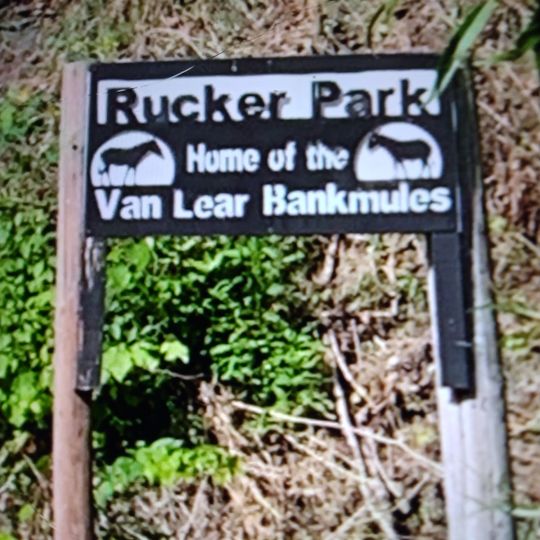 Rucker Park
Home of the
Van Lear Bankmules